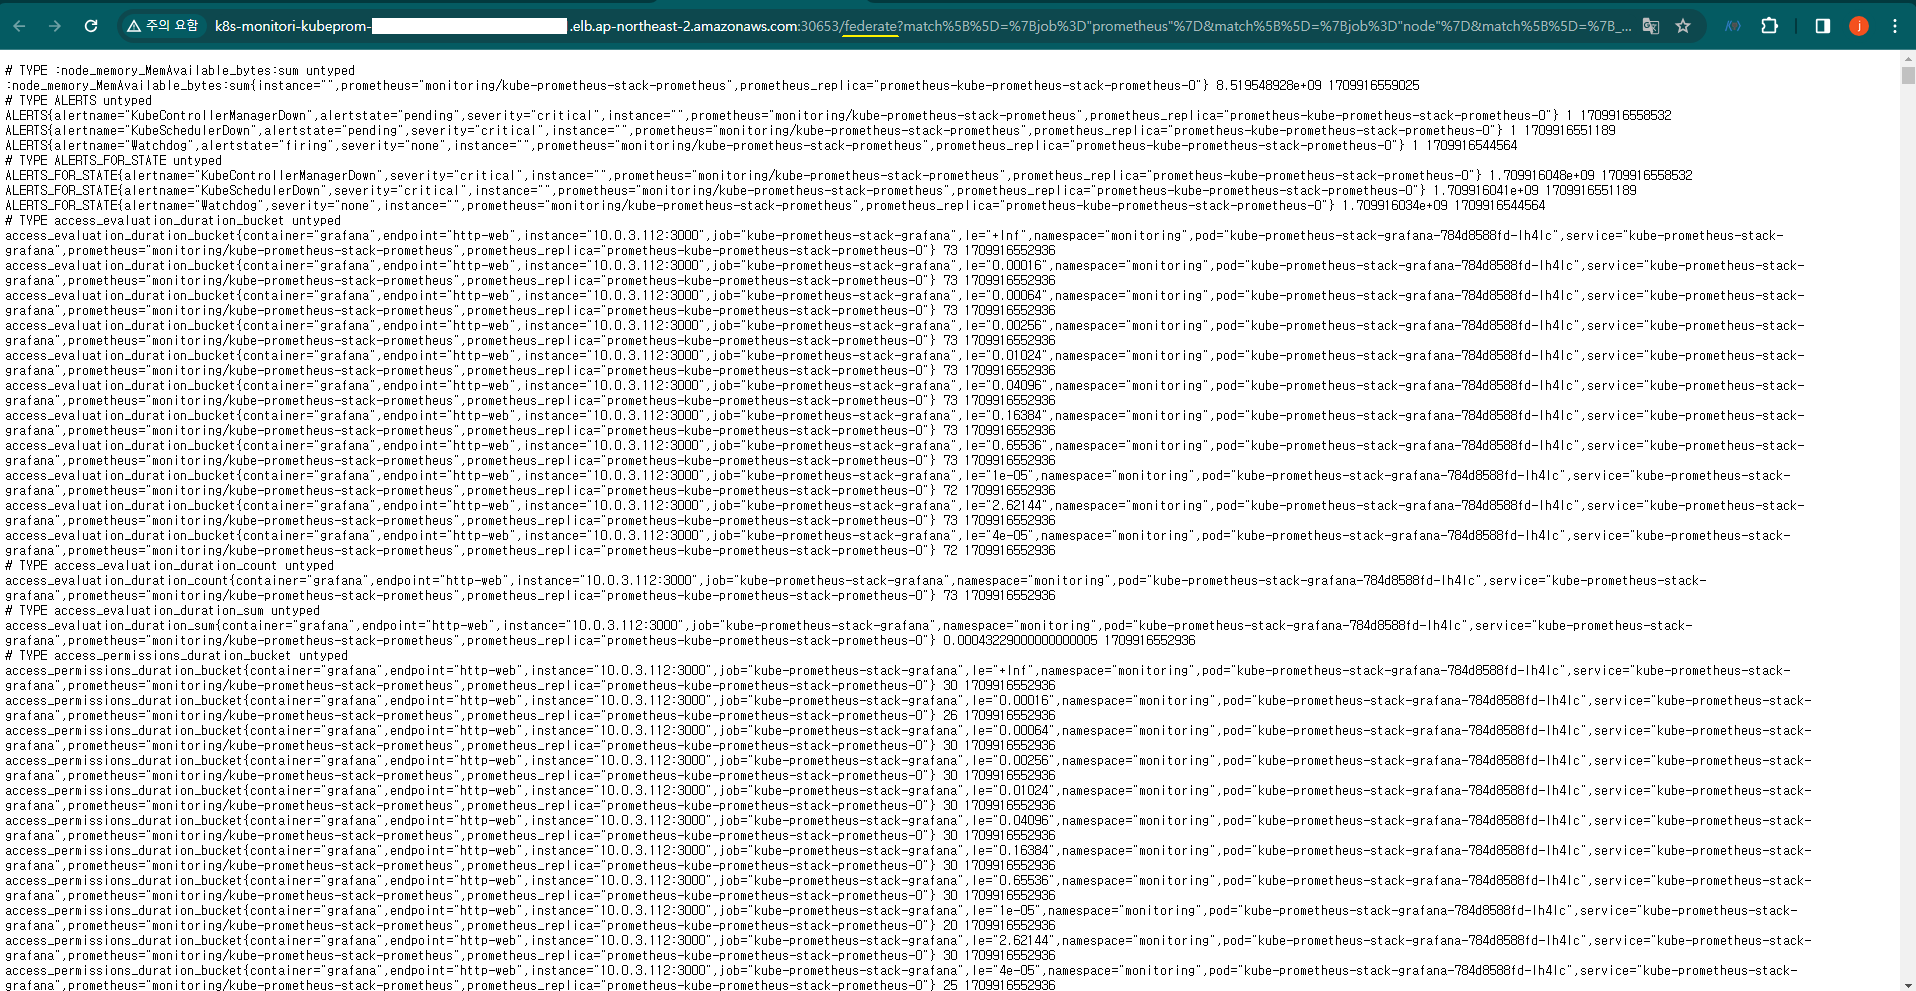 주의 요함
k8s-monitori-kubeprom-
.elb.ap-northeast-2.amazonaws.com:30653/federate?match%5B%5D=%7Bjob%3D"prometheus"%7D&match%5B%5D=%7Bjob%3D"node"%7D&match%5B%5D=%7B_...
j
# TYPE :node_memory_MemAvailable_bytes:sum untyped
:node_memory_MemAvailable_bytes:sum{instance="",prometheus="monitoring/kube-prometheus-stack-prometheus",prometheus_replica="prometheus-kube-prometheus-stack-prometheus-0"} 8.519548928e+09 1709916559025
# TYPE ALERTS untyped
ALERTS{alertname="KubeControllerManagerDown",alertstate="pending",severity="critical",instance="",prometheus="monitoring/kube-prometheus-stack-prometheus",prometheus_replica="prometheus-kube-prometheus-stack-prometheus-0"} 1 1709916558532
ALERTS{alertname="KubeSchedulerDown",alertstate="pending",severity="critical",instance="",prometheus="monitoring/kube-prometheus-stack-prometheus",prometheus_replica="prometheus-kube-prometheus-stack-prometheus-0"} 1 1709916551189
ALERTS{alertname="Watchdog",alertstate="firing",severity="none",instance="",prometheus="monitoring/kube-prometheus-stack-prometheus",prometheus_replica="prometheus-kube-prometheus-stack-prometheus-0"} 1 1709916544564
# TYPE ALERTS_FOR_STATE untyped
ALERTS_FOR_STATE{alertname="KubeControllerManagerDown",severity="critical",instance="",prometheus="monitoring/kube-prometheus-stack-prometheus",prometheus_replica="prometheus-kube-prometheus-stack-prometheus-0"} 1.709916048e+09 1709916558532
ALERTS_FOR_STATE{alertname="KubeSchedulerDown",severity="critical",instance="",prometheus="monitoring/kube-prometheus-stack-prometheus",prometheus_replica="prometheus-kube-prometheus-stack-prometheus-0"} 1.709916041e+09 1709916551189
ALERTS_FOR_STATE{alertname="Watchdog",severity="none",instance="",prometheus="monitoring/kube-prometheus-stack-prometheus",prometheus_replica="prometheus-kube-prometheus-stack-prometheus-0"} 1.709916034e+09 1709916544564
# TYPE access_evaluation_duration_bucket untyped
access_evaluation_duration_bucket{container="grafana",endpoint="http-web",instance="10.0.3.112:3000",job="kube-prometheus-stack-grafana",le="+Inf",namespace="monitoring",pod="kube-prometheus-stack-grafana-784d8588fd-lh4lc",service="kube-prometheus-stack-
grafana",prometheus="monitoring/kube-prometheus-stack-prometheus",prometheus_replica="prometheus-kube-prometheus-stack-prometheus-0"} 73 1709916552936
access_evaluation_duration_bucket{container="grafana",endpoint="http-web",instance="10.0.3.112:3000",job="kube-prometheus-stack-grafana",le="0.00016",namespace="monitoring",pod="kube-prometheus-stack-grafana-784d8588fd-lh4lc",service="kube-prometheus-stack-
grafana",prometheus="monitoring/kube-prometheus-stack-prometheus",prometheus_replica="prometheus-kube-prometheus-stack-prometheus-0"} 73 1709916552936
access_evaluation_duration_bucket{container="grafana",endpoint="http-web",instance="10.0.3.112:3000",job="kube-prometheus-stack-grafana",le="0.00064",namespace="monitoring",pod="kube-prometheus-stack-grafana-784d8588fd-lh4lc",service="kube-prometheus-stack-
grafana",prometheus="monitoring/kube-prometheus-stack-prometheus",prometheus_replica="prometheus-kube-prometheus-stack-prometheus-0"} 73 1709916552936
access_evaluation_duration_bucket{container="grafana",endpoint="http-web",instance="10.0.3.112:3000",job="kube-prometheus-stack-grafana",le="0.00256",namespace="monitoring",pod="kube-prometheus-stack-grafana-784d8588fd-lh4lc",service="kube-prometheus-stack-
grafana",prometheus="monitoring/kube-prometheus-stack-prometheus",prometheus_replica="prometheus-kube-prometheus-stack-prometheus-0"} 73 1709916552936
access_evaluation_duration_bucket{container="grafana",endpoint="http-web",instance="10.0.3.112:3000",job="kube-prometheus-stack-grafana",le="0.01024",namespace="monitoring",pod="kube-prometheus-stack-grafana-784d8588fd-lh4lc",service="kube-prometheus-stack-
grafana",prometheus="monitoring/kube-prometheus-stack-prometheus",prometheus_replica="prometheus-kube-prometheus-stack-prometheus-0"} 73 1709916552936
access_evaluation_duration_bucket{container="grafana",endpoint="http-web",instance="10.0.3.112:3000",job="kube-prometheus-stack-grafana",le="0.04096",namespace="monitoring",pod="kube-prometheus-stack-grafana-784d8588fd-lh4lc",service="kube-prometheus-stack-
grafana",prometheus="monitoring/kube-prometheus-stack-prometheus",prometheus_replica="prometheus-kube-prometheus-stack-prometheus-0"} 73 1709916552936
access_evaluation_duration_bucket{container="grafana",endpoint="http-web",instance="10.0.3.112:3000",job="kube-prometheus-stack-grafana",le="0.16384",namespace="monitoring",pod="kube-prometheus-stack-grafana-784d8588fd-lh4lc",service="kube-prometheus-stack-
grafana",prometheus="monitoring/kube-prometheus-stack-prometheus",prometheus_replica="prometheus-kube-prometheus-stack-prometheus-0"} 73 1709916552936
access_evaluation_duration_bucket{container="grafana",endpoint="http-web",instance="10.0.3.112:3000",job="kube-prometheus-stack-grafana",le="0.65536",namespace="monitoring",pod="kube-prometheus-stack-grafana-784d8588fd-lh4lc",service="kube-prometheus-stack-
grafana",prometheus="monitoring/kube-prometheus-stack-prometheus",prometheus_replica="prometheus-kube-prometheus-stack-prometheus-0"} 73 1709916552936
access_evaluation_duration_bucket{container="grafana",endpoint="http-web",instance="10.0.3.112:3000",job="kube-prometheus-stack-grafana",le="1e-05",namespace="monitoring",pod="kube-prometheus-stack-grafana-784d8588fd-lh4lc",service="kube-prometheus-stack-
grafana",prometheus="monitoring/kube-prometheus-stack-prometheus",prometheus_replica="prometheus-kube-prometheus-stack-prometheus-0"} 72 1709916552936
access_evaluation_duration_bucket{container="grafana",endpoint="http-web",instance="10.0.3.112:3000",job="kube-prometheus-stack-grafana",le="2.62144",namespace="monitoring",pod="kube-prometheus-stack-grafana-784d8588fd-lh4lc",service="kube-prometheus-stack-
grafana",prometheus="monitoring/kube-prometheus-stack-prometheus",prometheus_replica="prometheus-kube-prometheus-stack-prometheus-0"} 73 1709916552936
access_evaluation_duration_bucket{container="grafana",endpoint="http-web",instance="10.0.3.112:3000",job="kube-prometheus-stack-grafana",le="4e-05",namespace="monitoring",pod="kube-prometheus-stack-grafana-784d8588fd-lh4lc",service="kube-prometheus-stack-
grafana",prometheus="monitoring/kube-prometheus-stack-prometheus",prometheus_replica="prometheus-kube-prometheus-stack-prometheus-0"} 72 1709916552936
# TYPE access_evaluation_duration_count untyped
access_evaluation_duration_count{container="grafana",endpoint="http-web",instance="10.0.3.112:3000",job="kube-prometheus-stack-grafana",namespace="monitoring",pod="kube-prometheus-stack-grafana-784d8588fd-lh4lc",service="kube-prometheus-stack-
grafana",prometheus="monitoring/kube-prometheus-stack-prometheus",prometheus_replica="prometheus-kube-prometheus-stack-prometheus-0"} 73 1709916552936
# TYPE access_evaluation_duration_sum untyped
access_evaluation_duration_sum{container="grafana",endpoint="http-web",instance="10.0.3.112:3000",job="kube-prometheus-stack-grafana",namespace="monitoring",pod="kube-prometheus-stack-grafana-784d8588fd-lh4lc",service="kube-prometheus-stack-
grafana",prometheus="monitoring/kube-prometheus-stack-prometheus",prometheus_replica="prometheus-kube-prometheus-stack-prometheus-0"} 0.00043229000000000005 1709916552936
# TYPE access_permissions_duration_bucket untyped
access_permissions_duration_bucket{container="grafana",endpoint="http-web",instance="10.0.3.112:3000",job="kube-prometheus-stack-grafana",le="+Inf",namespace="monitoring",pod="kube-prometheus-stack-grafana-784d8588fd-lh4lc",service="kube-prometheus-stack-
grafana",prometheus="monitoring/kube-prometheus-stack-prometheus",prometheus_replica="prometheus-kube-prometheus-stack-prometheus-0"} 30 1709916552936
access_permissions_duration_bucket{container="grafana",endpoint="http-web",instance="10.0.3.112:3000",job="kube-prometheus-stack-grafana",le="0.00016",namespace="monitoring",pod="kube-prometheus-stack-grafana-784d8588fd-lh4lc",service="kube-prometheus-stack-
grafana",prometheus="monitoring/kube-prometheus-stack-prometheus",prometheus_replica="prometheus-kube-prometheus-stack-prometheus-0"} 26 1709916552936
access_permissions_duration_bucket{container="grafana",endpoint="http-web",instance="10.0.3.112:3000",job="kube-prometheus-stack-grafana",le="0.00064",namespace="monitoring",pod="kube-prometheus-stack-grafana-784d8588fd-lh4lc",service="kube-prometheus-stack-
grafana",prometheus="monitoring/kube-prometheus-stack-prometheus",prometheus_replica="prometheus-kube-prometheus-stack-prometheus-0"} 30 1709916552936
access_permissions_duration_bucket{container="grafana",endpoint="http-web",instance="10.0.3.112:3000",job="kube-prometheus-stack-grafana",le="0.00256",namespace="monitoring",pod="kube-prometheus-stack-grafana-784d8588fd-lh4lc",service="kube-prometheus-stack-
grafana",prometheus="monitoring/kube-prometheus-stack-prometheus",prometheus_replica="prometheus-kube-prometheus-stack-prometheus-0"} 30 1709916552936
access_permissions_duration_bucket{container="grafana",endpoint="http-web",instance="10.0.3.112:3000",job="kube-prometheus-stack-grafana",le="0.01024",namespace="monitoring",pod="kube-prometheus-stack-grafana-784d8588fd-lh4lc",service="kube-prometheus-stack-
grafana",prometheus="monitoring/kube-prometheus-stack-prometheus",prometheus_replica="prometheus-kube-prometheus-stack-prometheus-0"} 30 1709916552936
access_permissions_duration_bucket{container="grafana",endpoint="http-web",instance="10.0.3.112:3000",job="kube-prometheus-stack-grafana",le="0.04096",namespace="monitoring",pod="kube-prometheus-stack-grafana-784d8588fd-lh4lc",service="kube-prometheus-stack-
grafana",prometheus="monitoring/kube-prometheus-stack-prometheus",prometheus_replica="prometheus-kube-prometheus-stack-prometheus-0"} 30 1709916552936
access_permissions_duration_bucket{container="grafana",endpoint="http-web",instance="10.0.3.112:3000",job="kube-prometheus-stack-grafana",le="0.16384",namespace="monitoring",pod="kube-prometheus-stack-grafana-784d8588fd-lh4lc",service="kube-prometheus-stack-
grafana",prometheus="monitoring/kube-prometheus-stack-prometheus",prometheus_replica="prometheus-kube-prometheus-stack-prometheus-0"} 30 1709916552936
access_permissions_duration_bucket{container="grafana",endpoint="http-web",instance="10.0.3.112:3000",job="kube-prometheus-stack-grafana",le="0.65536",namespace="monitoring",pod="kube-prometheus-stack-grafana-784d8588fd-lh4lc",service="kube-prometheus-stack-
grafana",prometheus="monitoring/kube-prometheus-stack-prometheus",prometheus_replica="prometheus-kube-prometheus-stack-prometheus-0"} 30 1709916552936
access_permissions_duration_bucket{container="grafana",endpoint="http-web",instance="10.0.3.112:3000",job="kube-prometheus-stack-grafana",le="1e-05",namespace="monitoring",pod="kube-prometheus-stack-grafana-784d8588fd-lh4lc",service="kube-prometheus-stack-
grafana",prometheus="monitoring/kube-prometheus-stack-prometheus",prometheus_replica="prometheus-kube-prometheus-stack-prometheus-0"} 20 1709916552936
access_permissions_duration_bucket{container="grafana",endpoint="http-web",instance="10.0.3.112:3000",job="kube-prometheus-stack-grafana",le="2.62144",namespace="monitoring",pod="kube-prometheus-stack-grafana-784d8588fd-lh4lc",service="kube-prometheus-stack-
grafana",prometheus="monitoring/kube-prometheus-stack-prometheus",prometheus_replica="prometheus-kube-prometheus-stack-prometheus-0"} 30 1709916552936
access_permissions_duration_bucket{container="grafana",endpoint="http-web",instance="10.0.3.112:3000",job="kube-prometheus-stack-grafana",le="4e-05",namespace="monitoring",pod="kube-prometheus-stack-grafana-784d8588fd-lh4lc",service="kube-prometheus-stack-
grafana",prometheus="monitoring/kube-prometheus-stack-prometheus",prometheus_replica="prometheus-kube-prometheus-stack-prometheus-0"} 25 1709916552936